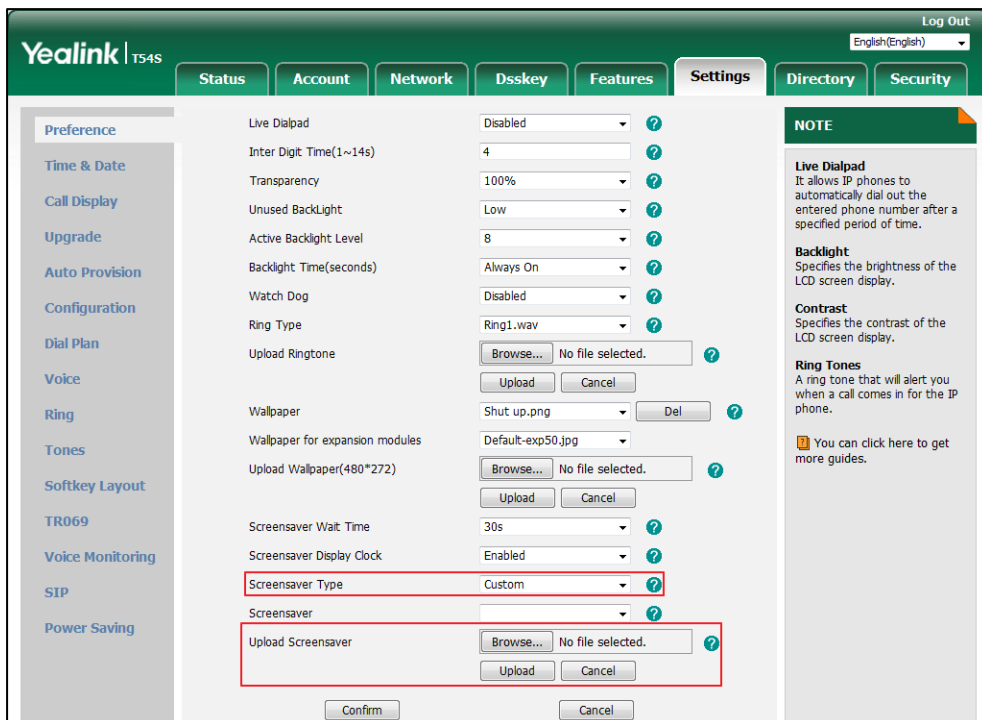 Log Out
Yealink T54S
English(English)
Status Account Network Dsskey Features Settings Directory Security
Preference
Time & Date
Call Display
Upgrade
Auto Provision
Configuration
Dial Plan
Voice
Ring
Tones
Softkey Layout
TR069
Voice Monitoring
SIP
Power Saving
Live Dialpad Disabled ?
Inter Digit Time(1~14s) 4 ?
Transparency 100% ?
Unused BackLight Low ?
Active Backlight Level 8 ?
Backlight Time(seconds) Always On ?
Watch Dog Disabled ?
Ring Type Ring1.wav ?
Upload Ringtone Browse... No file selected. ?
Upload Cancel
Wallpaper Shut up.png Del ?
Wallpaper for expansion modules Default-exp50.jpg
Upload Wallpaper(480*272) Browse... No file selected. ?
Upload Cancel
Screensaver Wait Time 30s ?
Screensaver Display Clock Enabled ?
Screensaver Type Custom ?
Screensaver ?
Upload Screensaver Browse... No file selected. ?
Upload Cancel
Confirm Cancel
NOTE
Live Dialpad
It allows IP phones to
automatically dial out the
entered phone number after a
specified period of time.
Backlight
Specifies the brightness of the
LCD screen display.
Contrast
Specifies the contrast of the
LCD screen display.
Ring Tones
A ring tone that will alert you
when a call comes in for the IP
phone.
? You can click here to get
more guides.